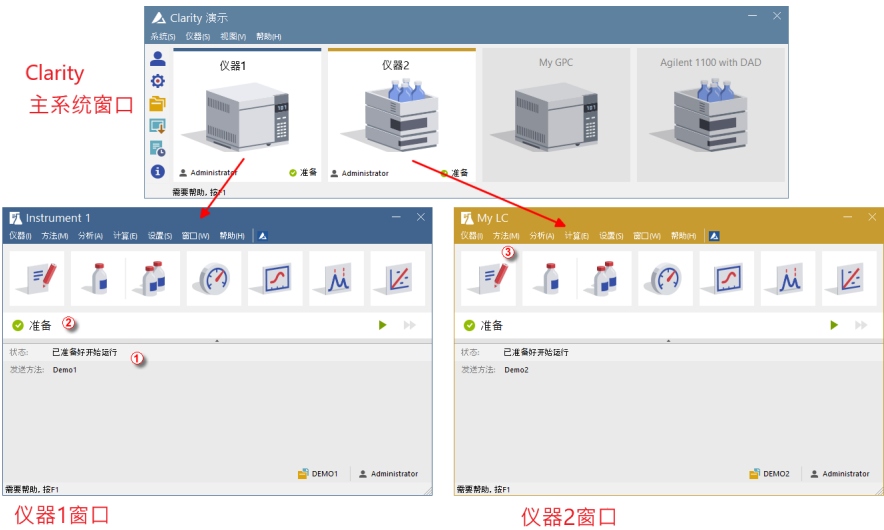 Clarity 演示
系统(S) 仪器(S) 视图(V) 帮助(H)
Clarity
主系统窗口
仪器1
仪器2
My GPC
Agilent 1100 with DAD
Administrator 准备
Administrator 准备
需要帮助, 按F1
Instrument 1
仪器(I) 方法(M) 分析(A) 计算(E) 设置(S) 窗口(W) 帮助(H)
准备 ②
状态: 已准备好开始运行 ①
发送方法: Demo1
DEMO1 Administrator
需要帮助, 按F1
仪器1窗口
My LC
仪器(I) 方法(M) 分析(A) 计算(E) 设置(S) 窗口(W) 帮助(H)
③
准备
状态: 已准备好开始运行
发送方法: Demo2
DEMO2 Administrator
需要帮助, 按F1
仪器2窗口